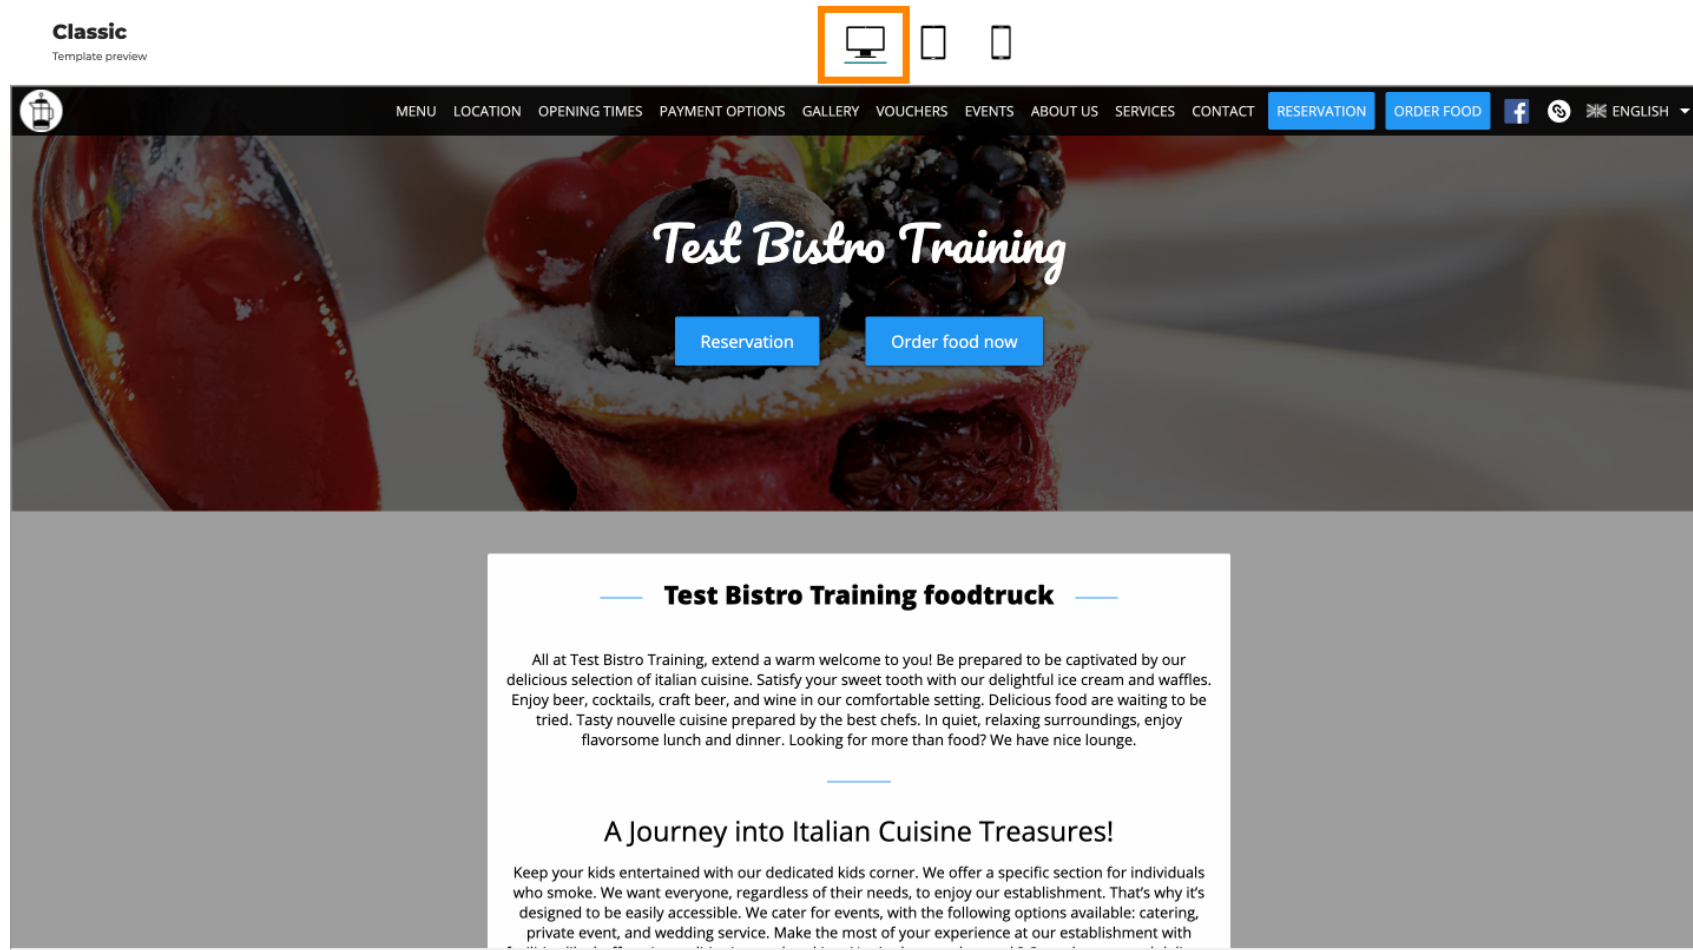 Classic
Template preview
MENU LOCATION OPENING TIMES PAYMENT OPTIONS GALLERY VOUCHERS EVENTS ABOUT US SERVICES CONTACT RESERVATION ORDER FOOD ENGLISH
Test Bistro Training
Reservation Order food now
Test Bistro Training foodtruck
All at Test Bistro Training, extend a warm welcome to you! Be prepared to be captivated by our
delicious selection of italian cuisine. Satisfy your sweet tooth with our delightful ice cream and waffles.
Enjoy beer, cocktails, craft beer, and wine in our comfortable setting. Delicious food are waiting to be
tried. Tasty nouvelle cuisine prepared by the best chefs. In quiet, relaxing surroundings, enjoy
flavorsome lunch and dinner. Looking for more than food? We have nice lounge.
A Journey into Italian Cuisine Treasures!
Keep your kids entertained with our dedicated kids corner. We offer a specific section for individuals
who smoke. We want everyone, regardless of their needs, to enjoy our establishment. That's why it's
designed to be easily accessible. We cater for events, with the following options available: catering,
private event, and wedding service. Make the most of your experience at our establishment with